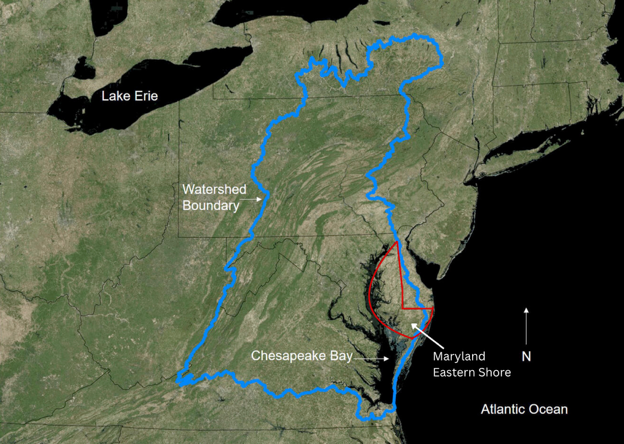 Lake Erie
Watershed
Boundary
Chesapeake Bay
Maryland
Eastern Shore
N
Atlantic Ocean